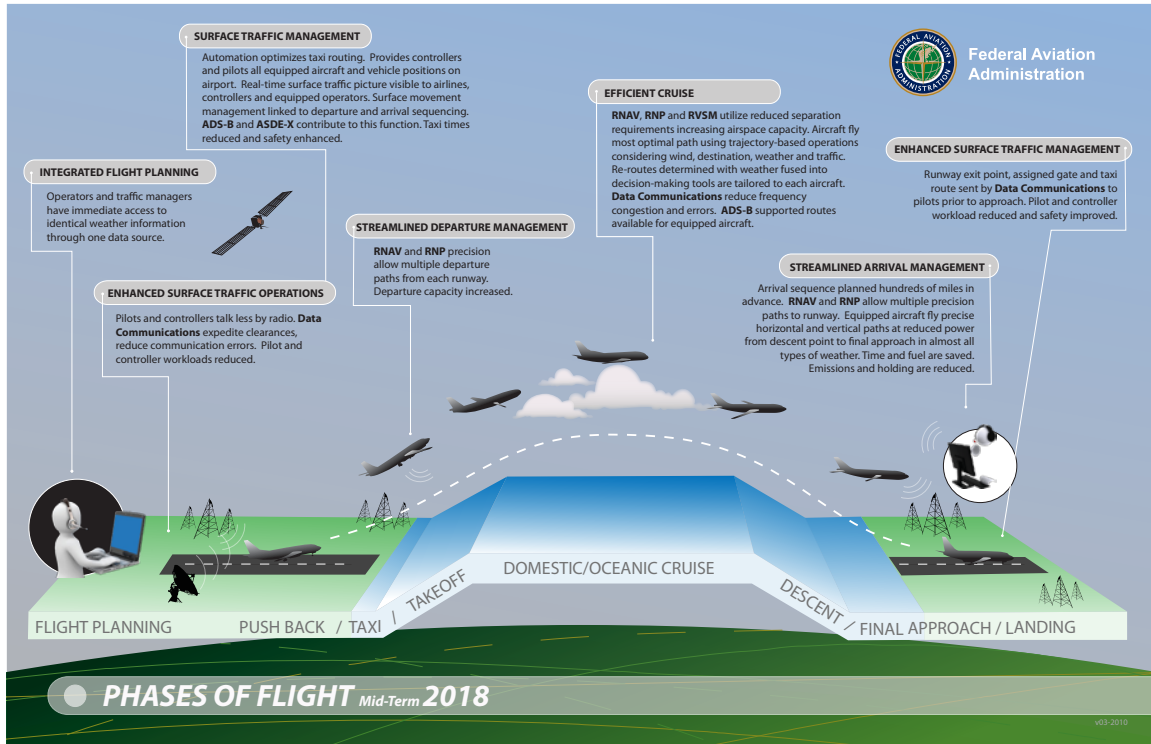 SURFACE TRAFFIC MANAGEMENT
Automation optimizes taxi routing. Provides controllers
and pilots all equipped aircraft and vehicle positions on
airport. Real-time surface traffic picture visible to airlines,
controllers and equipped operators. Surface movement
management linked to departure and arrival sequencing.
ADS-B and ASDE-X contribute to this function. Taxi times
reduced and safety enhanced.
FEDERAL AVIATION
ADMINISTRATION
Federal Aviation
Administration
EFFICIENT CRUISE
RNAV, RNP and RVSM utilize reduced separation
requirements increasing airspace capacity. Aircraft fly
most optimal path using trajectory-based operations
considering wind, destination, weather and traffic.
Re-routes determined with weather fused into
decision-making tools are tailored to each aircraft.
Data Communications reduce frequency
congestion and errors. ADS-B supported routes
available for equipped aircraft.
ENHANCED SURFACE TRAFFIC MANAGEMENT
Runway exit point, assigned gate and taxi
route sent by Data Communications to
pilots prior to approach. Pilot and controller
workload reduced and safety improved.
INTEGRATED FLIGHT PLANNING
Operators and traffic managers
have immediate access to
identical weather information
through one data source.
STREAMLINED DEPARTURE MANAGEMENT
RNAV and RNP precision
allow multiple departure
paths from each runway.
Departure capacity increased.
STREAMLINED ARRIVAL MANAGEMENT
Arrival sequence planned hundreds of miles in
advance. RNAV and RNP allow multiple precision
paths to runway. Equipped aircraft fly precise
horizontal and vertical paths at reduced power
from descent point to final approach in almost all
types of weather. Time and fuel are saved.
Emissions and holding are reduced.
ENHANCED SURFACE TRAFFIC OPERATIONS
Pilots and controllers talk less by radio. Data
Communications expedite clearances,
reduce communication errors. Pilot and
controller workloads reduced.
FLIGHT PLANNING
PUSH BACK / TAXI / TAKEOFF
DOMESTIC/OCEANIC CRUISE
DESCENT / FINAL APPROACH / LANDING
PHASES OF FLIGHT Mid-Term 2018
v03-2010